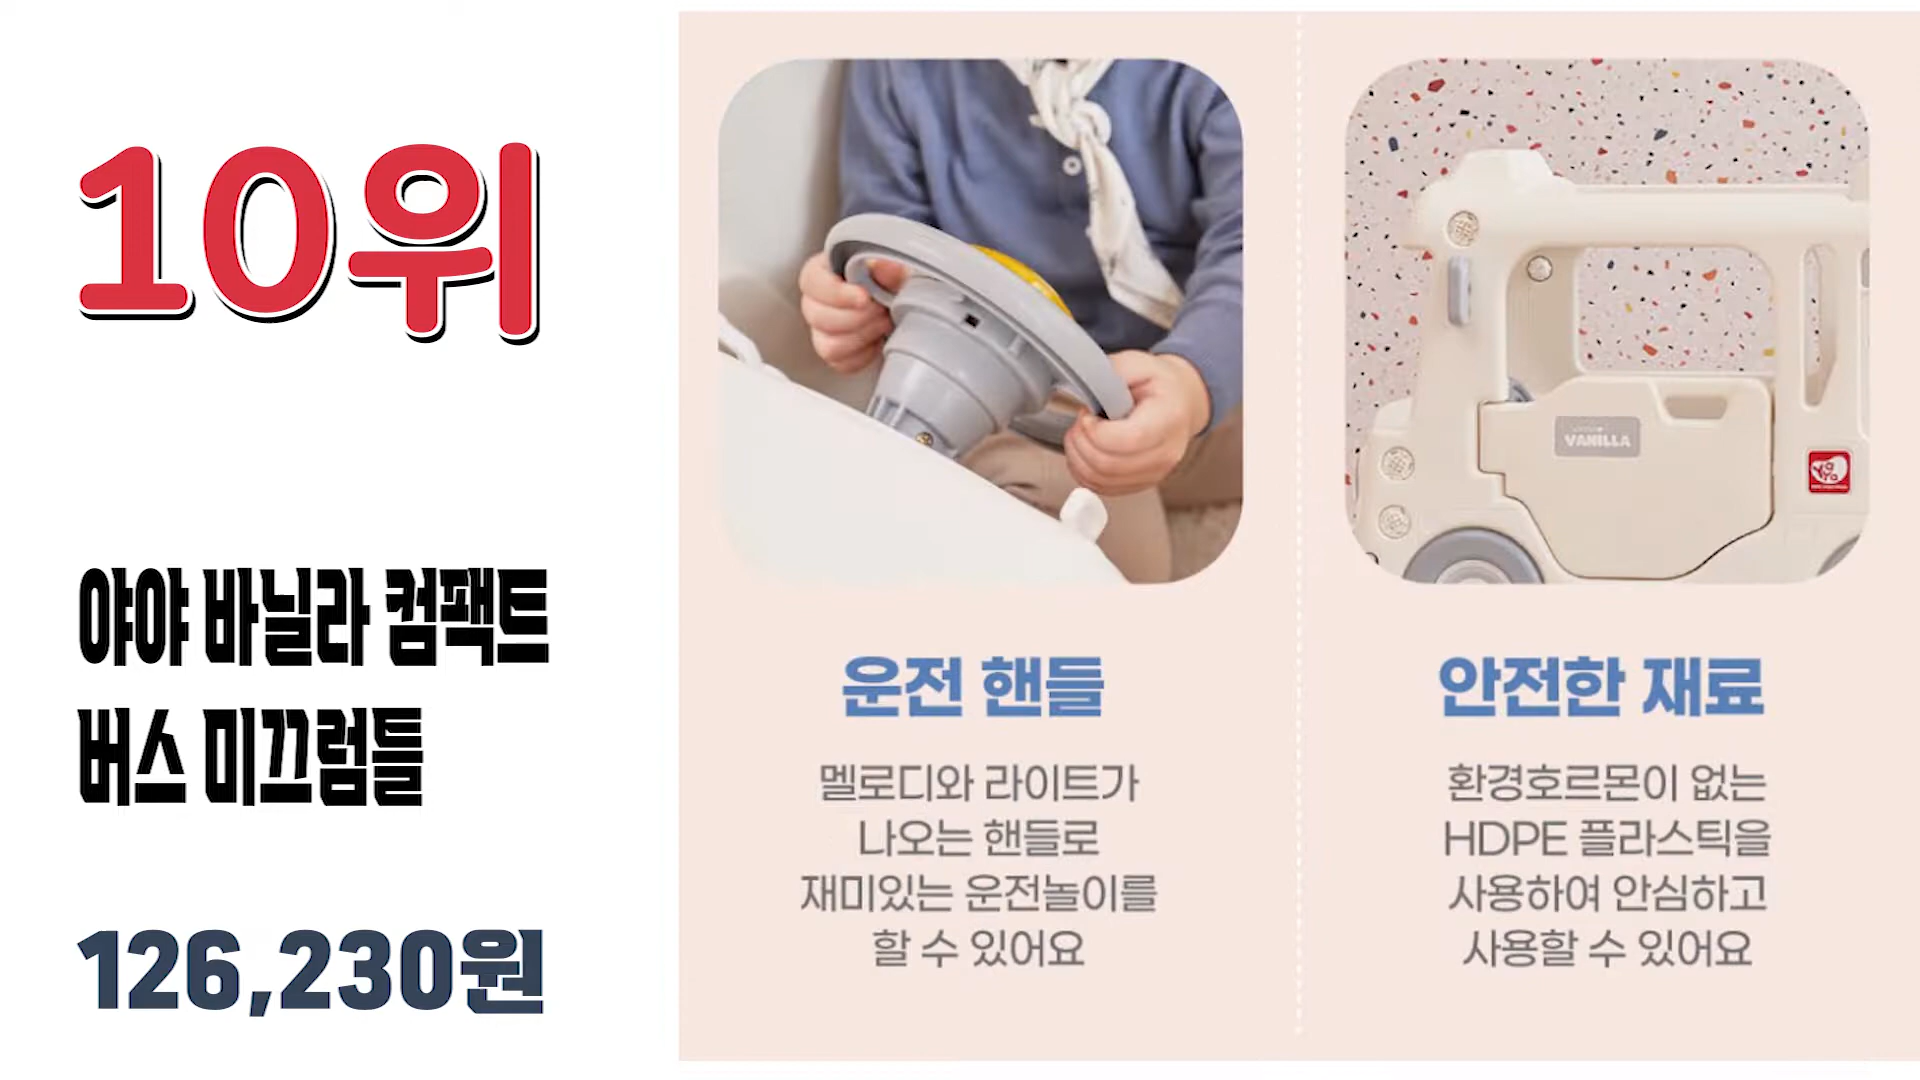 10위
야야 바닐라 컴팩트
버스 미끄럼틀
126,230원
VANILLA
YaYa
운전 핸들
멜로디와 라이트가
나오는 핸들로
재미있는 운전놀이를
할 수 있어요
안전한 재료
환경호르몬이 없는
HDPE 플라스틱을
사용하여 안심하고
사용할 수 있어요